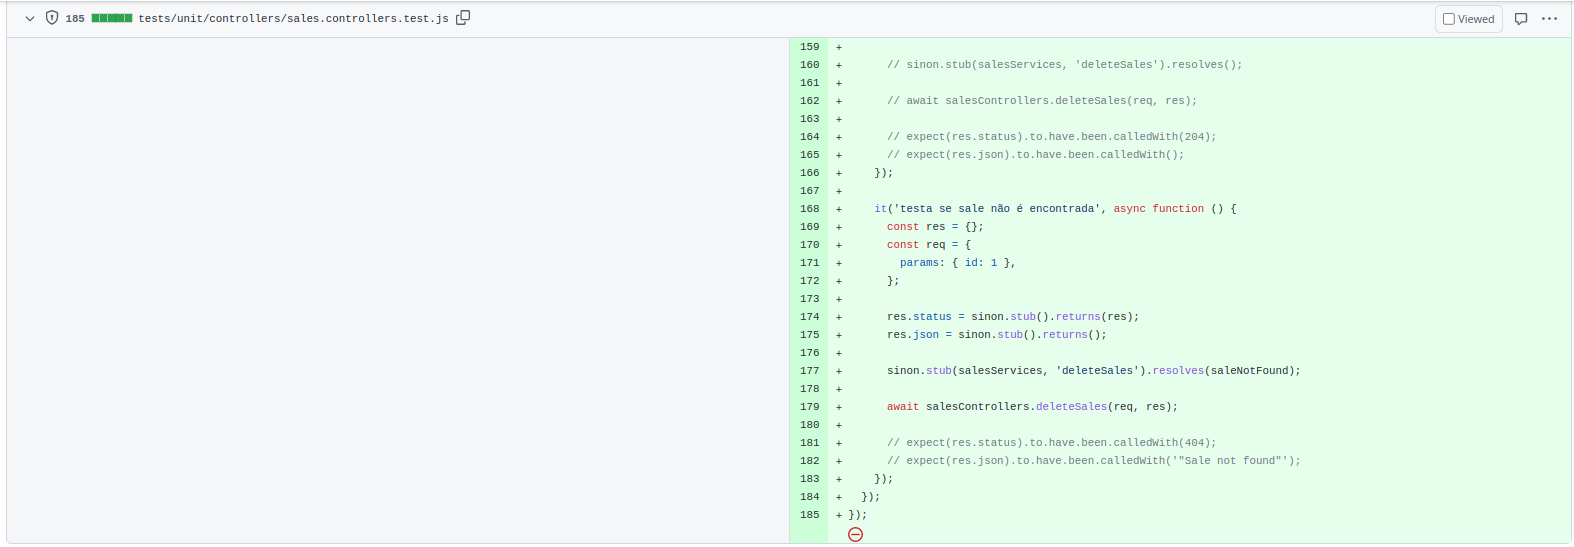 185 tests/unit/controllers/sales.controllers.test.js Viewed
159 +
160 + // sinon.stub(salesServices, 'deleteSales').resolves();
161 +
162 + // await salesControllers.deleteSales(req, res);
163 +
164 + // expect(res.status).to.have.been.calledWith(204);
165 + // expect(res.json).to.have.been.calledWith();
166 + });
167 +
168 + it('testa se sale não é encontrada', async function () {
169 + const res = {};
170 + const req = {
171 + params: { id: 1 },
172 + };
173 +
174 + res.status = sinon.stub().returns(res);
175 + res.json = sinon.stub().returns();
176 +
177 + sinon.stub(salesServices, 'deleteSales').resolves(saleNotFound);
178 +
179 + await salesControllers.deleteSales(req, res);
180 +
181 + // expect(res.status).to.have.been.calledWith(404);
182 + // expect(res.json).to.have.been.calledWith('"Sale not found"');
183 + });
184 + });
185 + });